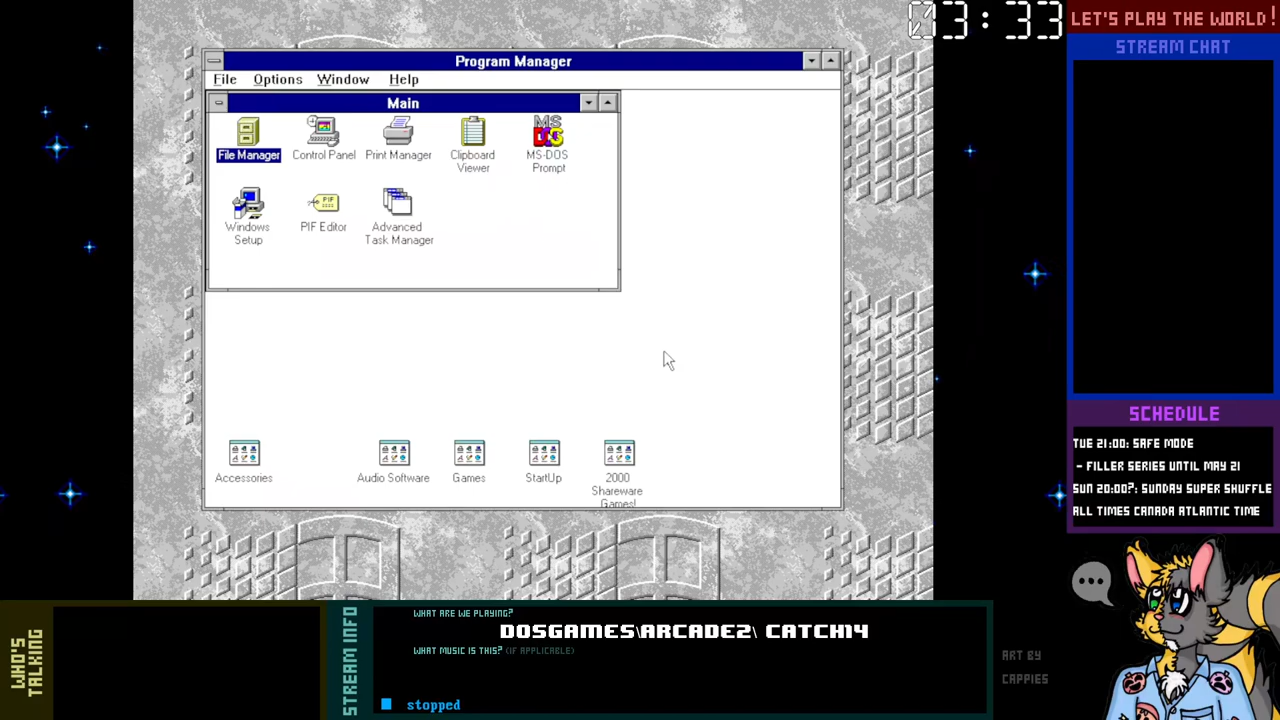 03:33
LET'S PLAY THE WORLD!
STREAM CHAT
Program Manager
File Options Window Help
Main
File Manager
Control Panel
Print Manager
Clipboard
Viewer
MS
DOS
MS-DOS
Prompt
Windows
Setup
PIF
PIF Editor
Advanced
Task Manager
Accessories
Audio Software
Games
StartUp
2000
Shareware
Games!
SCHEDULE
TUE 21:00: SAFE MODE
- FILLER SERIES UNTIL MAY 21
SUN 20:00?: SUNDAY SUPER SHUFFLE
ALL TIMES CANADA ATLANTIC TIME
...
WHO'S
TALKING
STREAM INFO
WHAT ARE WE PLAYING?
DOSGAMES\ARCADE2\ CATCH14
WHAT MUSIC IS THIS? (IF APPLICABLE)
stopped
ART BY
CAPPIES